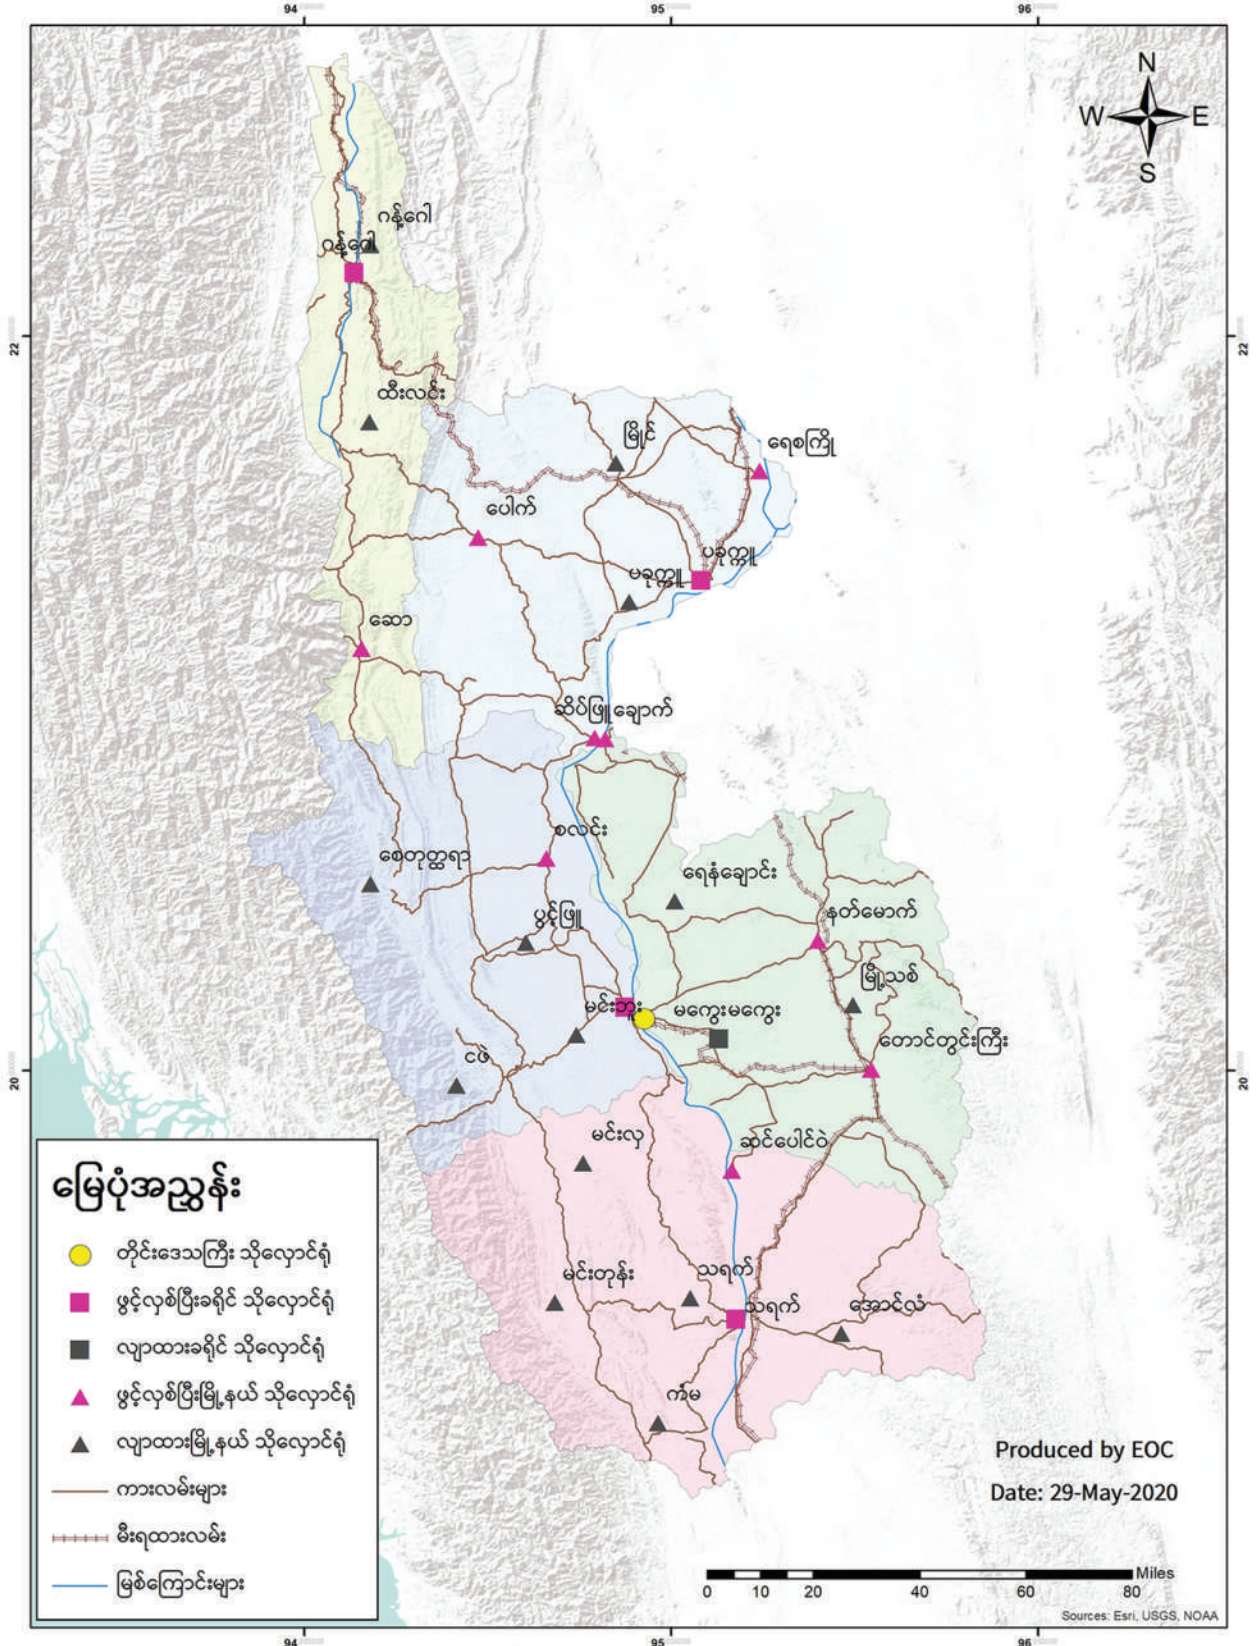 94
95
96
N
W
E
S
ဂန့်ဂေါ
ဂန့်ဂေါ
22
22
ထီးလင်း
မြိုင်
ရေစကြို
ပေါက်
ပခုက္ကူ
ပခုက္ကူ
ဆော
ဆိပ်ဖြူ
ချောက်
စလင်း
စေတုတ္ထရာ
ရေနံချောင်း
နတ်မောက်
ပွင့်ဖြူ
မြို့သစ်
မင်းဘူး
မကွေး
မကွေး
တောင်တွင်းကြီး
ငဖဲ
20
20
မင်းလှ
ဆင်ပေါင်ဝဲ
မြေပုံအညွှန်း
တိုင်းဒေသကြီး သိုလှောင်ရုံ
ဖွင့်လှစ်ပြီးခရိုင် သိုလှောင်ရုံ
လျာထားခရိုင် သိုလှောင်ရုံ
ဖွင့်လှစ်ပြီးမြို့နယ် သိုလှောင်ရုံ
လျာထားမြို့နယ် သိုလှောင်ရုံ
ကားလမ်းများ
မီးရထားလမ်း
မြစ်ကြောင်းများ
မင်းတုန်း
သရက်
သရက်
အောင်လံ
ကံမ
Produced by EOC
Date: 29-May-2020
Miles
0 10 20 40 60 80
Sources: Esri, USGS, NOAA
94
95
96